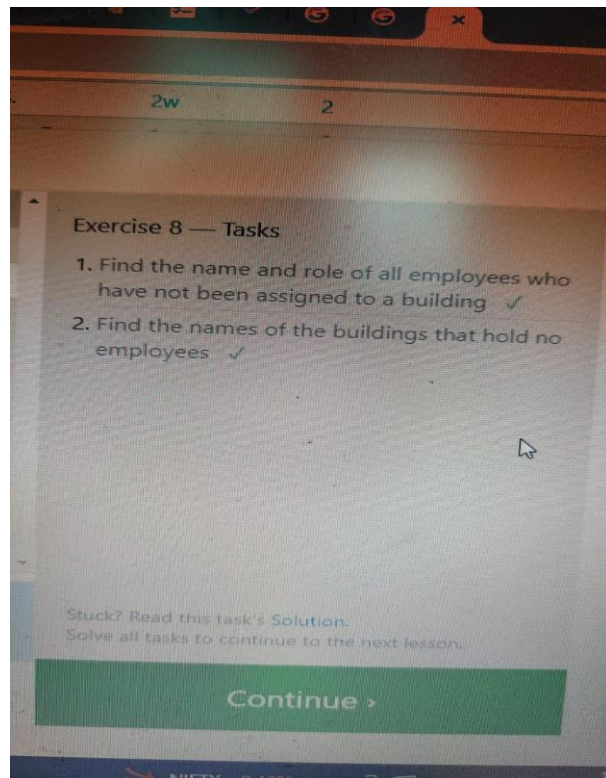 2w 2
Exercise 8 — Tasks
1. Find the name and role of all employees who
have not been assigned to a building ✓
2. Find the names of the buildings that hold no
employees ✓
Stuck? Read this task's Solution.
Solve all tasks to continue to the next lesson.
Continue ›
NIFTY